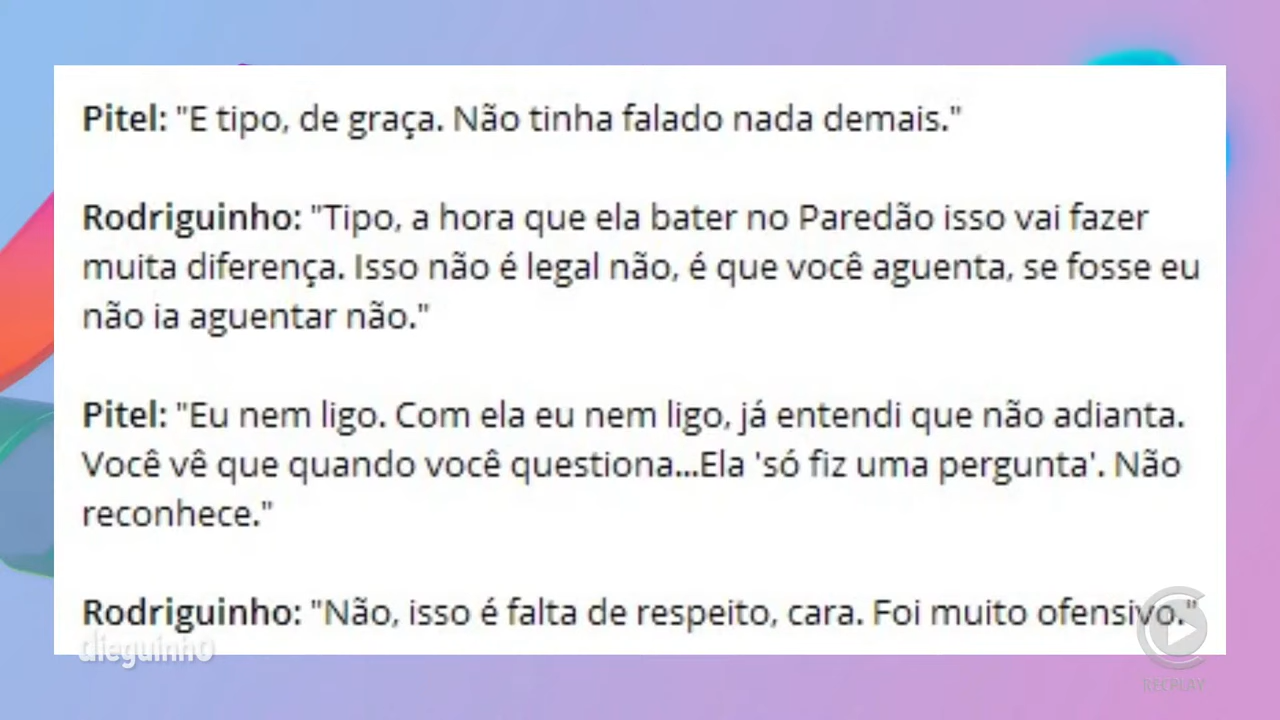 Pitel: "E tipo, de graça. Não tinha falado nada demais."
Rodriguinho: "Tipo, a hora que ela bater no Paredão isso vai fazer
muita diferença. Isso não é legal não, é que você aguenta, se fosse eu
não ia aguentar não."
Pitel: "Eu nem ligo. Com ela eu nem ligo, já entendi que não adianta.
Você vê que quando você questiona...Ela 'só fiz uma pergunta'. Não
reconhece."
Rodriguinho: "Não, isso é falta de respeito, cara. Foi muito ofensivo."
dieguinh0
RECPLAY